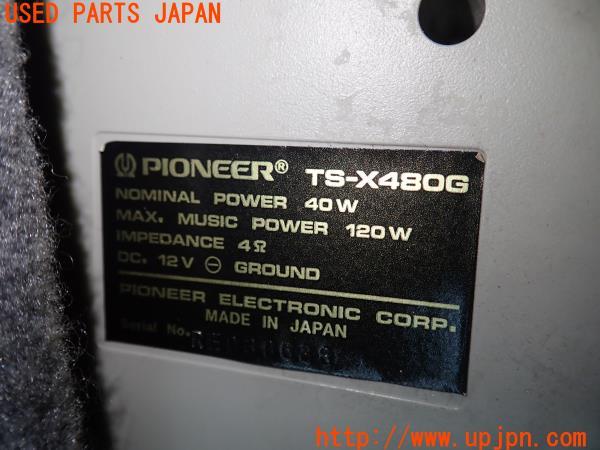 USED PARTS JAPAN
PIONEER® TS-X480G
NOMINAL POWER 40W
MAX. MUSIC POWER 120W
IMPEDANCE 4Ω
DC. 12V ⊖ GROUND
PIONEER ELECTRONIC CORP.
MADE IN JAPAN
Serial No.
http://www.upjpn.com/